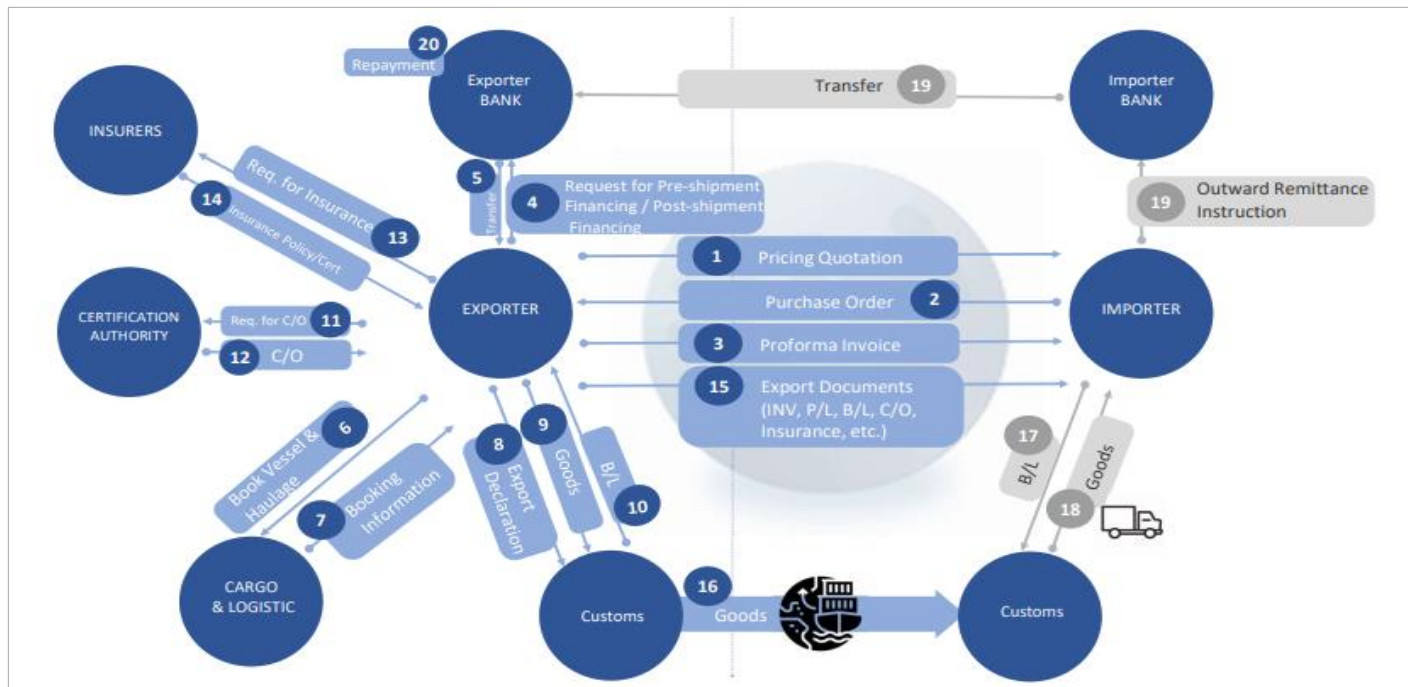 20
Repayment
Exporter
BANK
Transfer 19
Importer
BANK
INSURERS
Req. for Insurance
13
14
Insurance Policy/Cert
5
Transfer
4
Request for Pre-shipment
Financing / Post-shipment
Financing
19
Outward Remittance
Instruction
1 Pricing Quotation
Purchase Order 2
3 Proforma Invoice
15 Export Documents
(INV, P/L, B/L, C/O,
Insurance, etc.)
EXPORTER
IMPORTER
CERTIFICATION
AUTHORITY
Req. for C/O 11
12 C/O
6
Book Vessel &
Haulage
7
Booking
Information
8
Export
Declaration
9
Goods
B/L
10
17
B/L
Goods
18
CARGO
& LOGISTIC
Customs
16
Goods
Customs